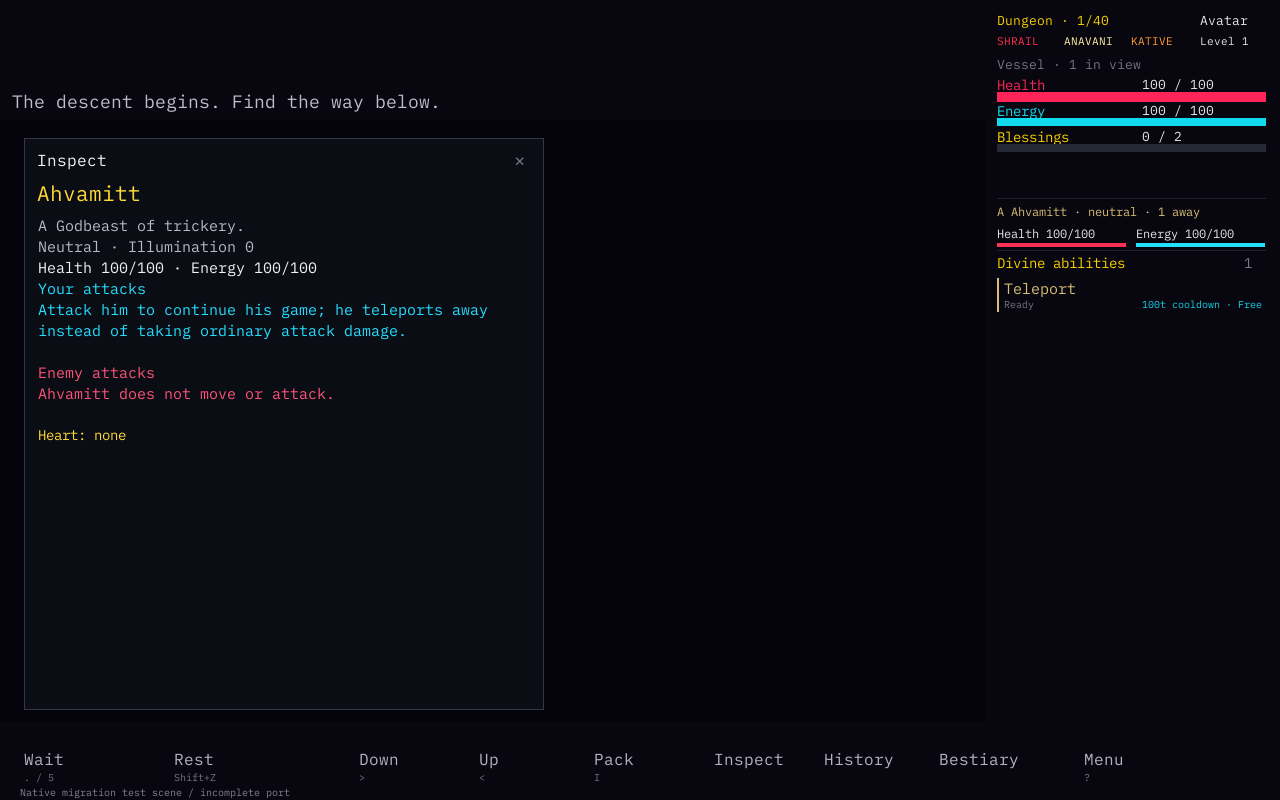 Dungeon · 1/40 Avatar
SHRAIL ANAVANI KATIVE Level 1
Vessel · 1 in view
Health 100 / 100
Energy 100 / 100
Blessings 0 / 2
The descent begins. Find the way below.
Inspect ×
Ahvamitt
A Godbeast of trickery.
Neutral · Illumination 0
Health 100/100 · Energy 100/100
Your attacks
Attack him to continue his game; he teleports away
instead of taking ordinary attack damage.
Enemy attacks
Ahvamitt does not move or attack.
Heart: none
A Ahvamitt · neutral · 1 away
Health 100/100 Energy 100/100
Divine abilities 1
Teleport
Ready 100t cooldown · Free
Wait Rest Down Up Pack Inspect History Bestiary Menu
. / 5 Shift+Z > < I ?
Native migration test scene / incomplete port